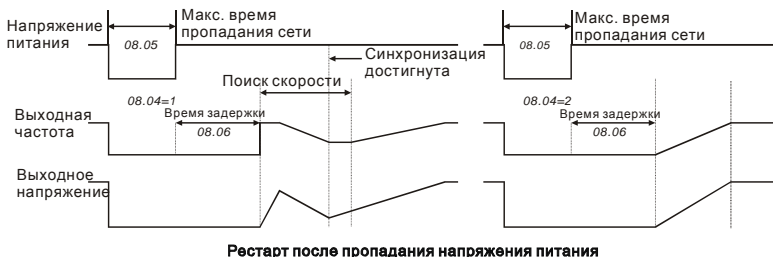 Напряжение
питания
Макс. время
пропадания сети
08.05
Синхронизация
достигнута
Поиск скорости
Макс. время
пропадания сети
08.05
Выходная
частота
08.04=1
Время задержки
08.06
08.04=2
Время задержки
08.06
Выходное
напряжение
Рестарт после пропадания напряжения питания